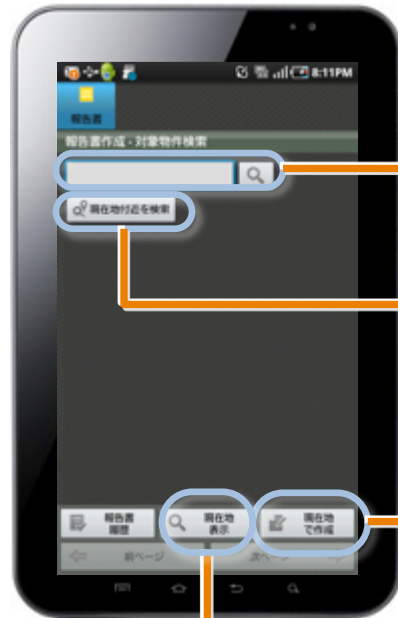 8:11PM
報告書
報告書作成 - 対象物件検索
現在地付近を検索
報告書
履歴
現在地
表示
現在地
で作成
前ページ
次ページ